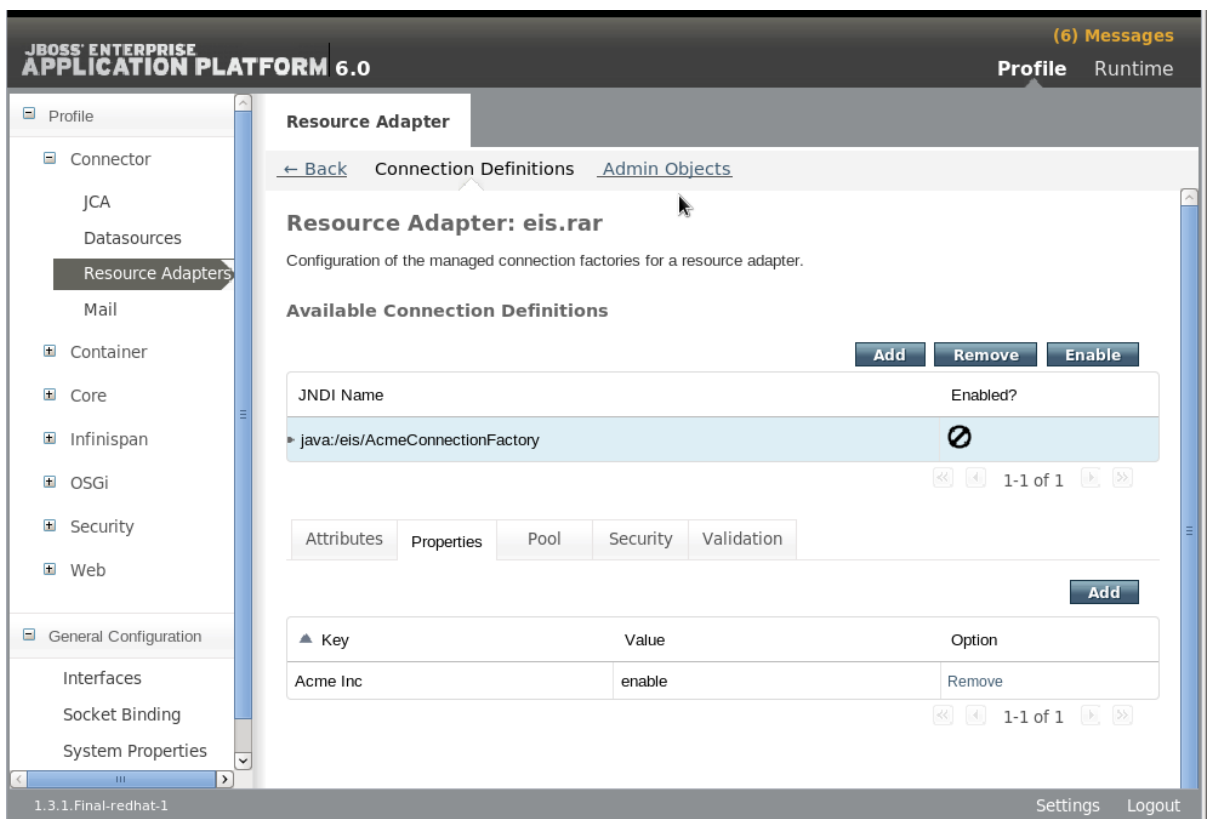 (6) Messages
JBOSS' ENTERPRISE
APPLICATION PLATFORM 6.0
Profile Runtime
Profile
Connector
JCA
Datasources
Resource Adapters
Mail
Container
Core
Infinispan
OSGi
Security
Web
General Configuration
Interfaces
Socket Binding
System Properties
Resource Adapter
← Back Connection Definitions Admin Objects
Resource Adapter: eis.rar
Configuration of the managed connection factories for a resource adapter.
Available Connection Definitions
Add Remove Enable
JNDI Name Enabled?
java:/eis/AcmeConnectionFactory
1-1 of 1
Attributes Properties Pool Security Validation
Add
Key Value Option
Acme Inc enable Remove
1-1 of 1
1.3.1.Final-redhat-1
Settings Logout